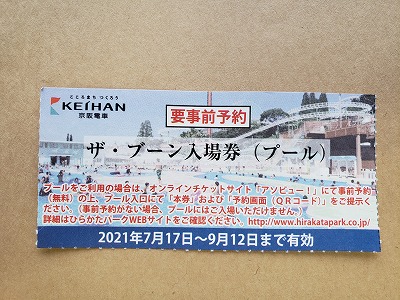 こころまち つくろう
KEIHAN
京阪電車
要事前予約
ザ・ブーン入場券（プール）
プールをご利用の場合は、オンラインチケットサイト「アソビュー！」にて事前予約
（無料）の上、プール入口にて「本券」および「予約画面（QRコード）」をご提示く
ださい。（事前予約がない場合、プールにはご入場いただけません。）
詳細はひらかたパークWEBサイトをご確認ください。http://www.hirakatapark.co.jp/
2021年7月17日～9月12日まで有効